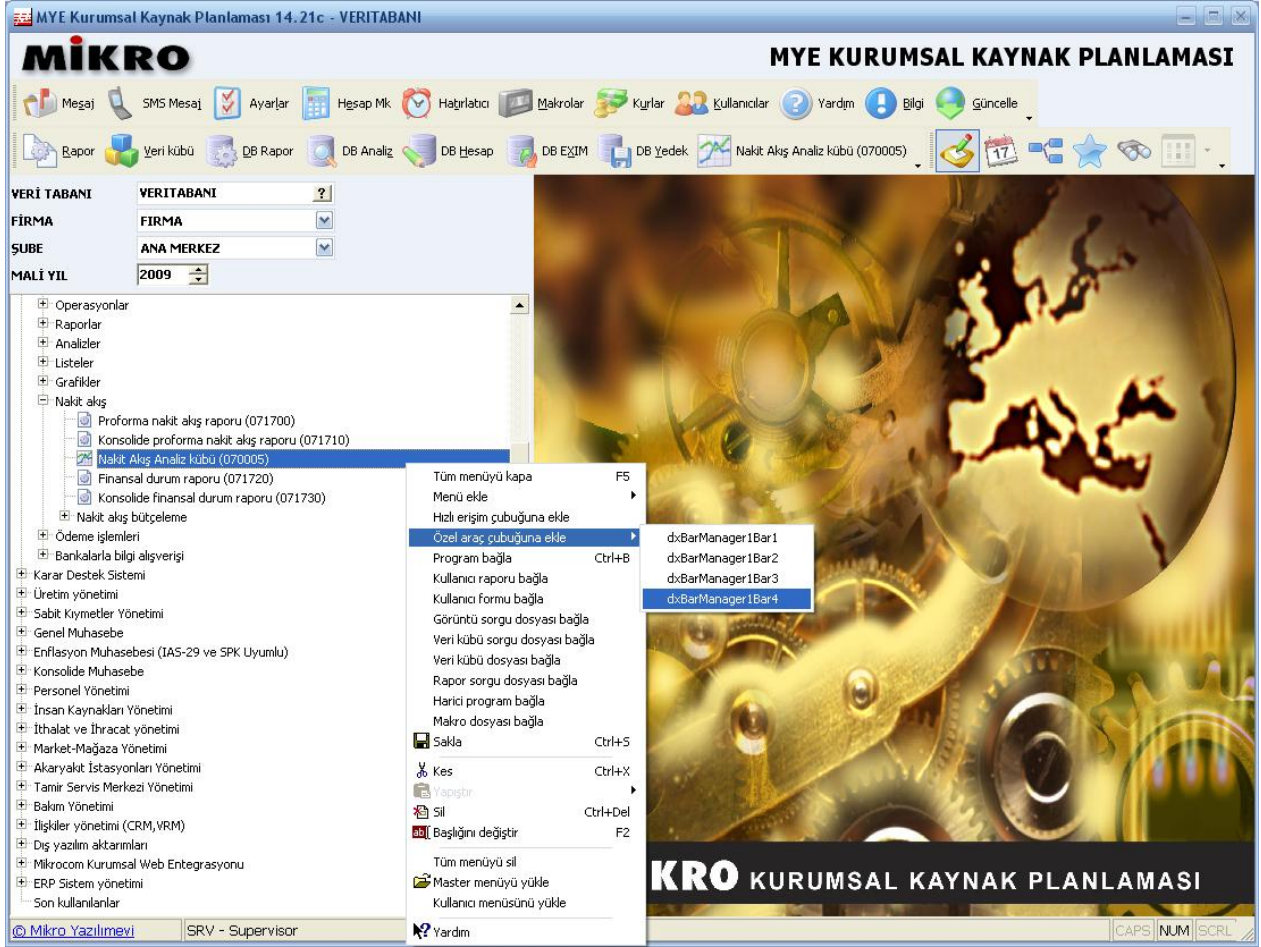 MYE Kurumsal Kaynak Planlaması 14.21c - VERITABANI
MİKRO
MYE KURUMSAL KAYNAK PLANLAMASI
Mesaj SMS Mesaj Ayarlar Hesap Mk Hatırlatıcı Makrolar Kurlar Kullanıcılar Yardım Bilgi Güncelle
Rapor Veri kübü DB Rapor DB Analiz DB Hesap DB EXIM DB Yedek Nakit Akış Analiz kübü (070005) 17
VERİ TABANI VERITABANI ?
FİRMA FIRMA
ŞUBE ANA MERKEZ
MALİ YIL 2009
Operasyonlar
Raporlar
Analizler
Listeler
Grafikler
Nakit akış
Proforma nakit akış raporu (071700)
Konsolide proforma nakit akış raporu (071710)
Nakit Akış Analiz kübü (070005)
Finansal durum raporu (071720)
Konsolide finansal durum raporu (071730)
Nakit akış bütçeleme
Ödeme işlemleri
Bankalarla bilgi alışverişi
Karar Destek Sistemi
Üretim yönetimi
Sabit Kıymetler Yönetimi
Genel Muhasebe
Enflasyon Muhasebesi (IAS-29 ve SPK Uyumlu)
Konsolide Muhasebe
Personel Yönetimi
İnsan Kaynakları Yönetimi
İthalat ve İhracat yönetimi
Market-Mağaza Yönetimi
Akaryakıt İstasyonları Yönetimi
Tamir Servis Merkezi Yönetimi
Bakım Yönetimi
İlişkiler yönetimi (CRM,VRM)
Dış yazılım aktarımları
Mikrocom Kurumsal Web Entegrasyonu
ERP Sistem yönetimi
Son kullanılanlar
Tüm menüyü kapa F5
Menü ekle
Hızlı erişim çubuğuna ekle
Özel araç çubuğuna ekle
Program bağla Ctrl+B
Kullanıcı raporu bağla
Kullanıcı formu bağla
Görüntü sorgu dosyası bağla
Veri kübü sorgu dosyası bağla
Veri kübü dosyası bağla
Rapor sorgu dosyası bağla
Harici program bağla
Makro dosyası bağla
Sakla Ctrl+S
Kes Ctrl+X
Yapıştır
Sil Ctrl+Del
Başlığını değiştir F2
Tüm menüyü sil
Master menüyü yükle
Kullanıcı menüsünü yükle
Yardım
dxBarManager1Bar1
dxBarManager1Bar2
dxBarManager1Bar3
dxBarManager1Bar4
KRO KURUMSAL KAYNAK PLANLAMASI
© Mikro Yazılımevi SRV - Supervisor CAPS NUM SCRL